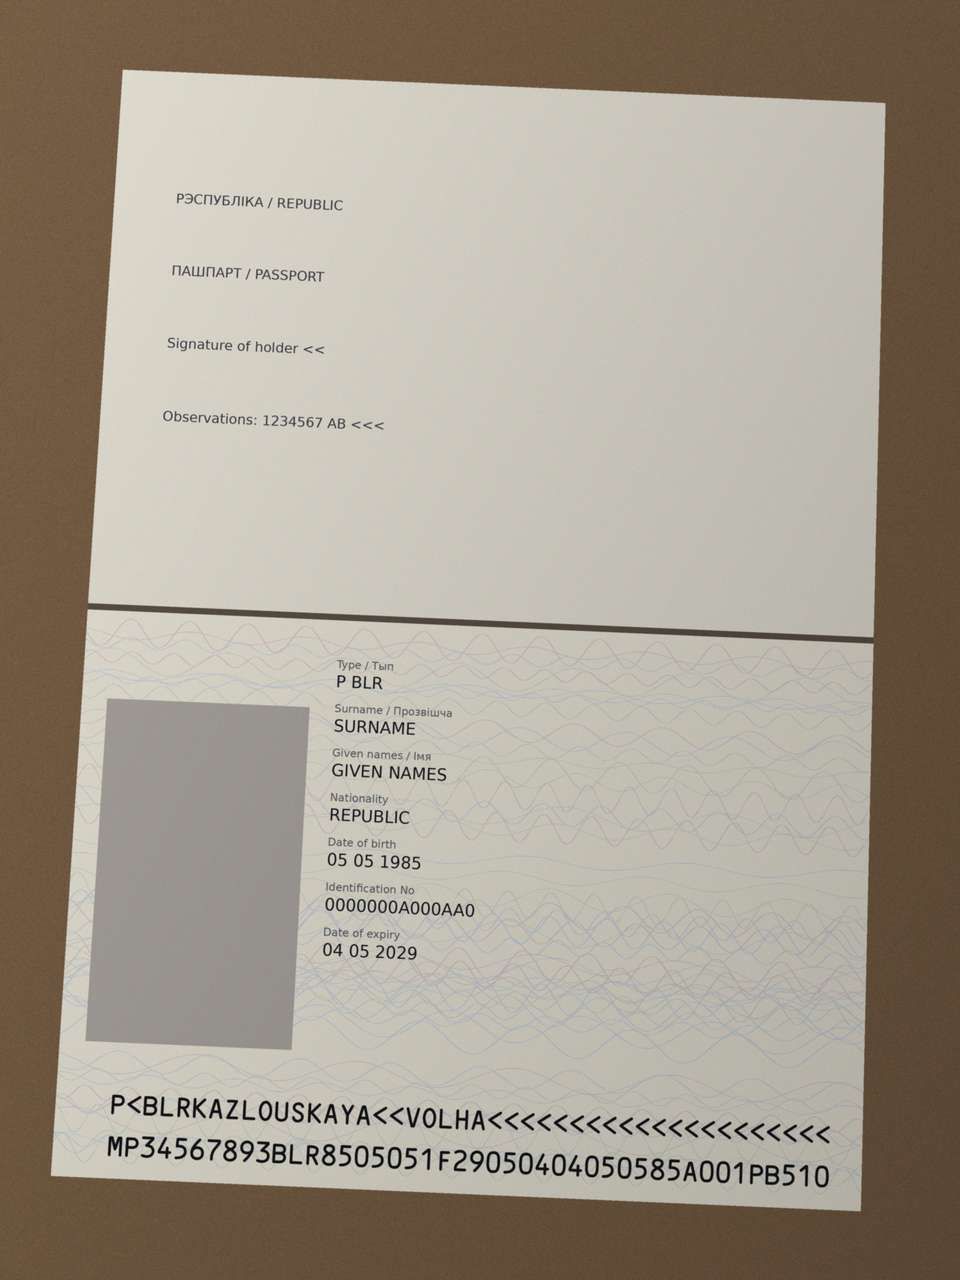 РЭСПУБЛІКА / REPUBLIC
ПАШПАРТ / PASSPORT
Signature of holder <<
Observations: 1234567 AB <<<
Type / Тып
P BLR
Surname / Прозвішча
SURNAME
Given names / Імя
GIVEN NAMES
Nationality
REPUBLIC
Date of birth
05 05 1985
Identification No
0000000A000AA0
Date of expiry
04 05 2029
P<BLRKAZLOUSKAYA<<VOLHA<<<<<<<<<<<<<<<<<<<<<
MP34567893BLR8505051F29050404050585A001PB510